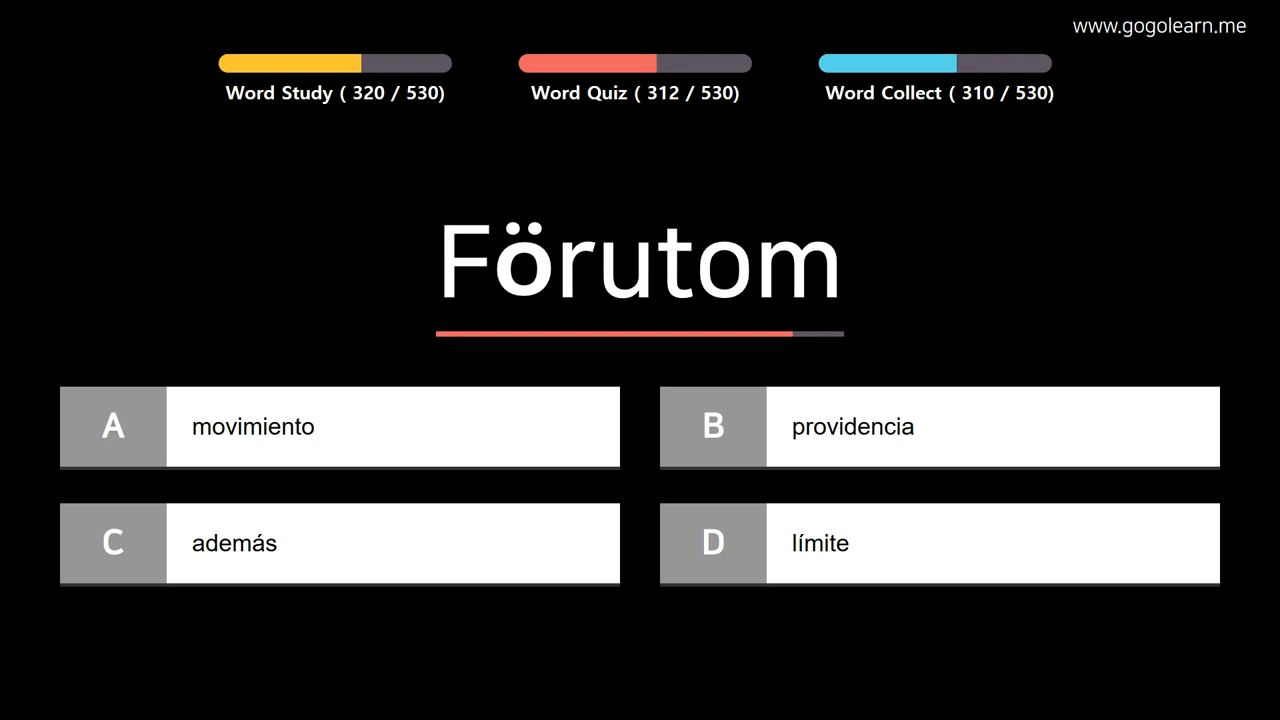 www.gogolearn.me
Word Study ( 320 / 530)
Word Quiz ( 312 / 530)
Word Collect ( 310 / 530)
Förutom
A movimiento
B providencia
C además
D límite